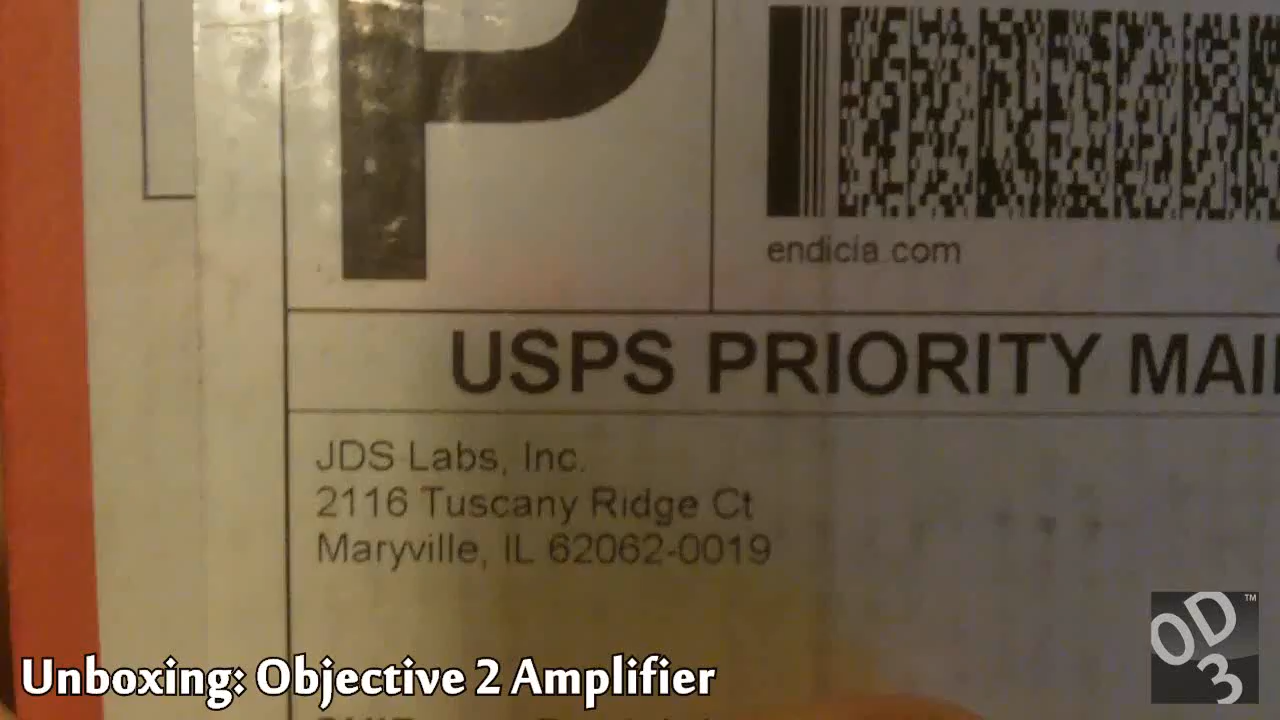 P
endicia.com
USPS PRIORITY MAI
JDS Labs, Inc.
2116 Tuscany Ridge Ct
Maryville, IL 62062-0019
Unboxing: Objective 2 Amplifier
OD3™